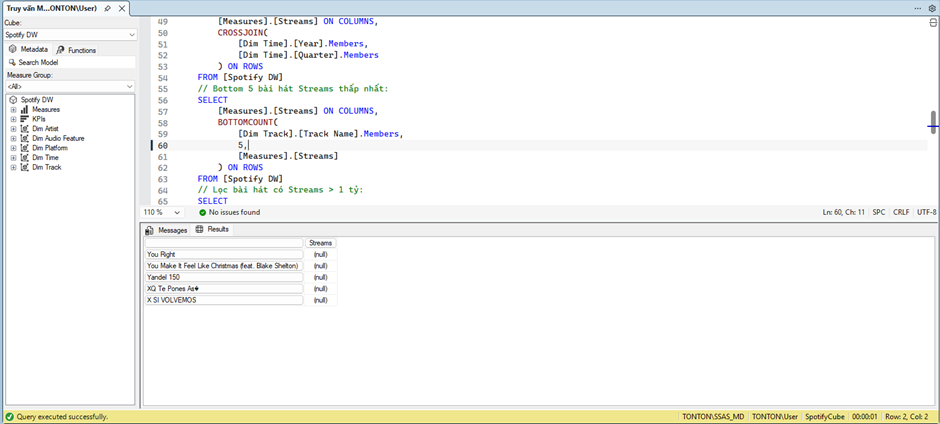 Truy vấn M...ONTON\User)
Cube:
Spotify DW
Metadata
Functions
Search Model
Measure Group:
<All>
Spotify DW
Measures
KPIs
Dim Artist
Dim Audio Feature
Dim Platform
Dim Time
Dim Track
49 [Measures].[Streams] ON COLUMNS,
50 CROSSJOIN(
51 [Dim Time].[Year].Members,
52 [Dim Time].[Quarter].Members
53 ) ON ROWS
54 FROM [Spotify DW]
55 // Bottom 5 bài hát Streams thấp nhất:
56 SELECT
57 [Measures].[Streams] ON COLUMNS,
58 BOTTOMCOUNT(
59 [Dim Track].[Track Name].Members,
60 5,
61 [Measures].[Streams]
62 ) ON ROWS
63 FROM [Spotify DW]
64 // Lọc bài hát có Streams > 1 tỷ:
65 SELECT
110 % No issues found Ln: 60, Ch: 11 SPC CRLF UTF-8
Messages Results
Streams
You Right (null)
You Make It Feel Like Christmas (feat. Blake Shelton) (null)
Yandel 150 (null)
XQ Te Pones As� (null)
X SI VOLVEMOS (null)
Query executed successfully. TONTON\SSAS_MD TONTON\User SpotifyCube 00:00:01 Row: 2, Col: 2